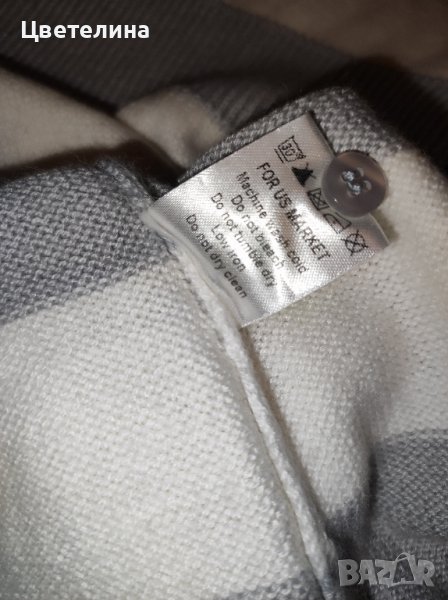 Цветелина
30°
FOR US MARKET
Machine wash cold
Do not bleach
Do not tumble dry
Low iron
Do not dry clean
BAZAR